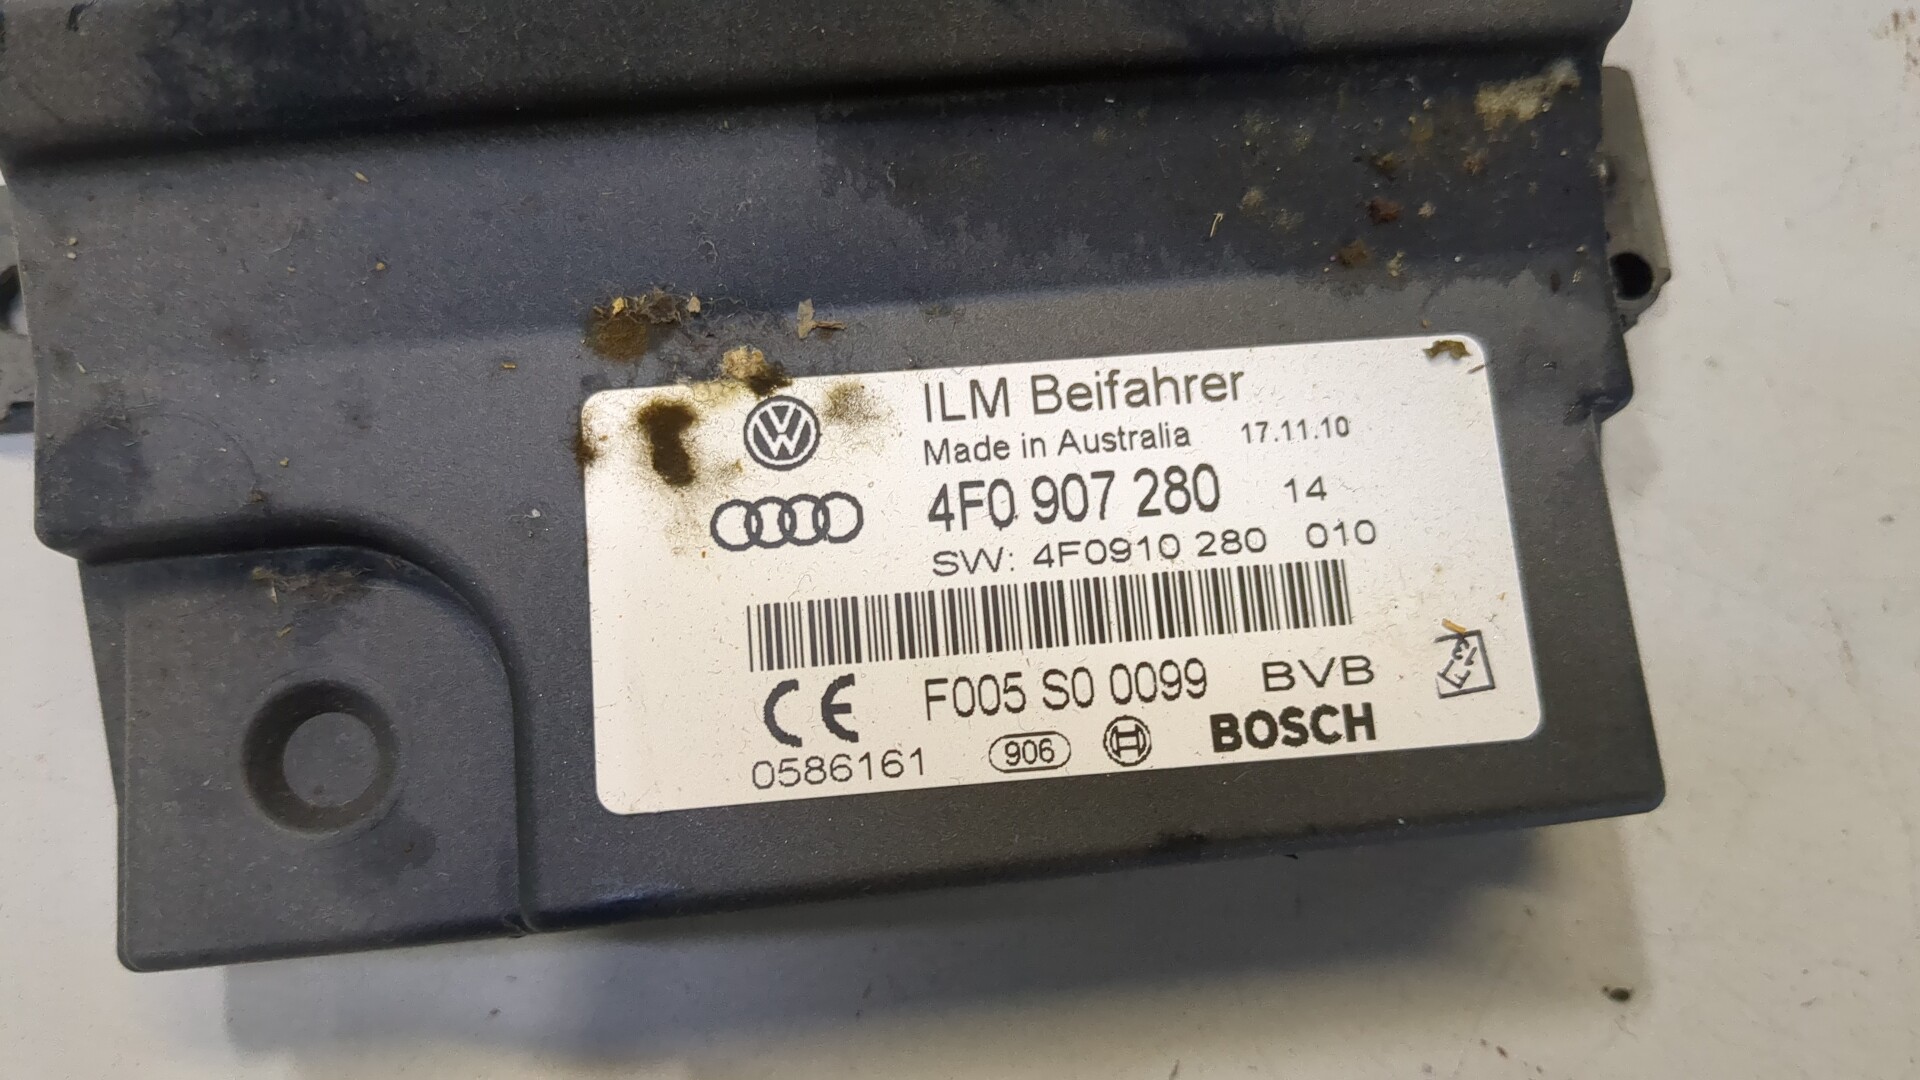 ILM Beifahrer
Made in Australia 17.11.10
4F0 907 280 14
SW: 4F0910 280 010
F005 S0 0099 BVB
CE
0586161 906 BOSCH